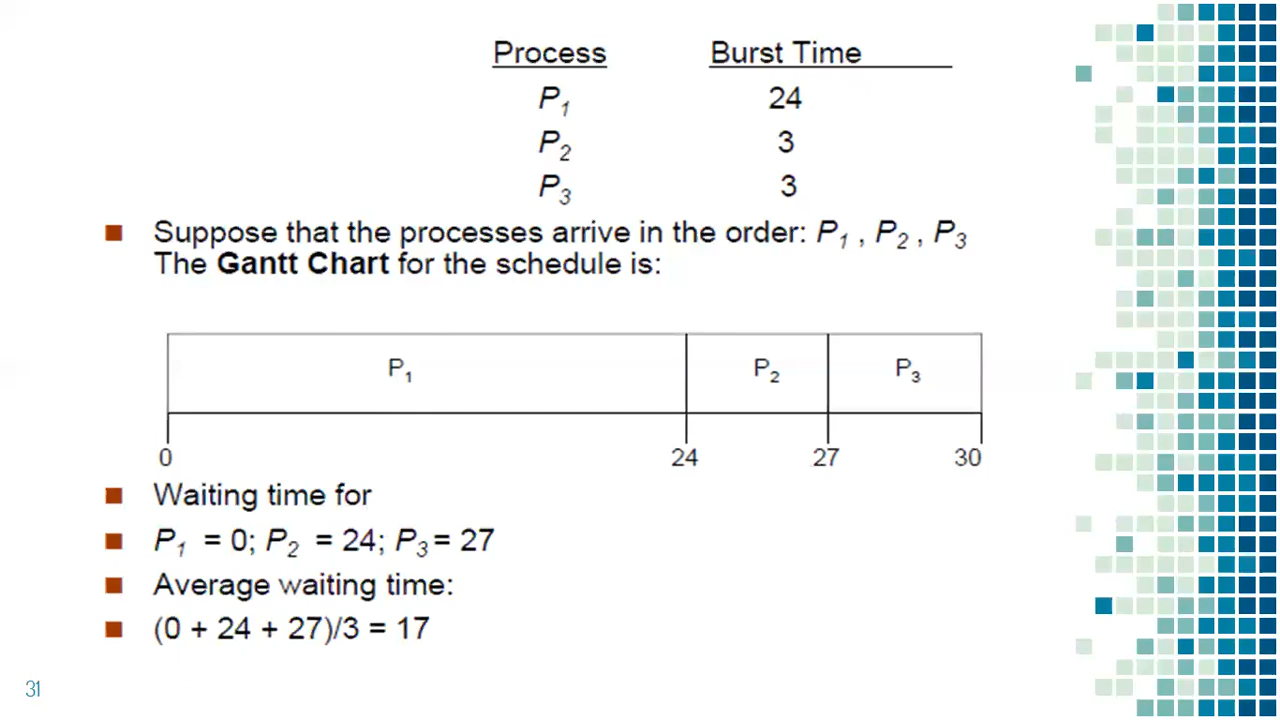 Process Burst Time
P1 24
P2 3
P3 3
■ Suppose that the processes arrive in the order: P1 , P2 , P3
The Gantt Chart for the schedule is:
P1 P2 P3
0 24 27 30
■ Waiting time for
■ P1 = 0; P2 = 24; P3 = 27
■ Average waiting time:
■ (0 + 24 + 27)/3 = 17
31